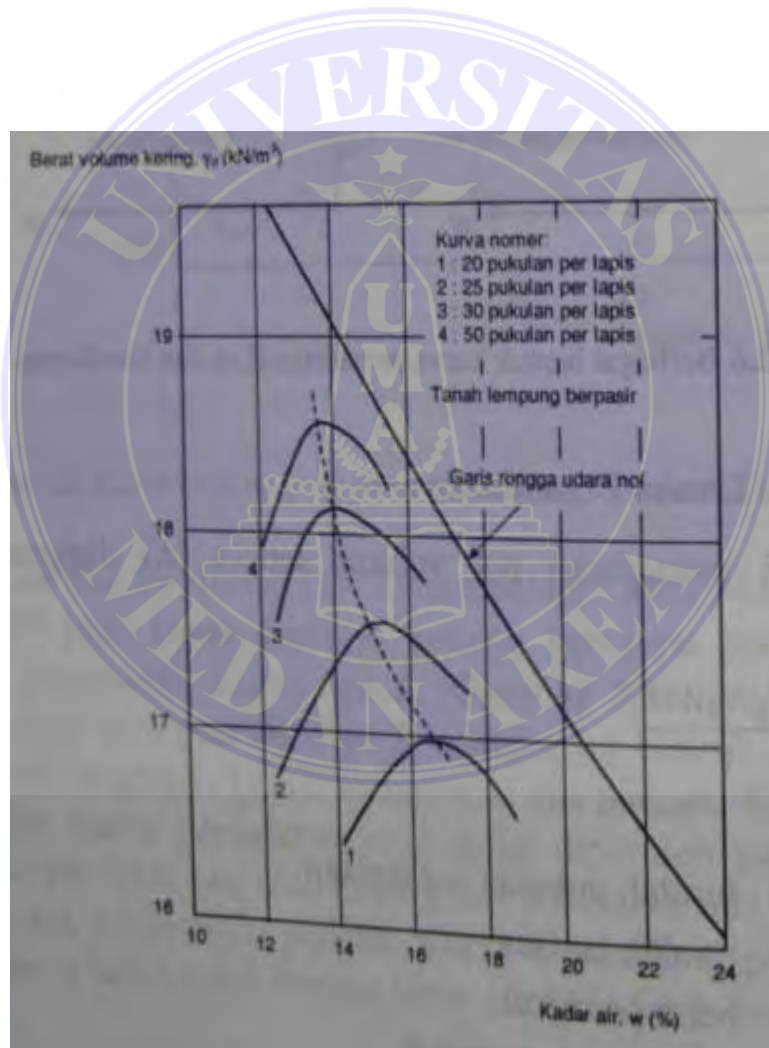 UNIVERSITAS
UMA
MEDAN AREA
Berat volume kering, γd (kN/m³)
Kurva nomer:
1 : 20 pukulan per lapis
2 : 25 pukulan per lapis
3 : 30 pukulan per lapis
4 : 50 pukulan per lapis
Tanah lempung berpasir
Garis rongga udara nol
19
18
17
16
4
3
2
1
10 12 14 16 18 20 22 24
Kadar air, w (%)